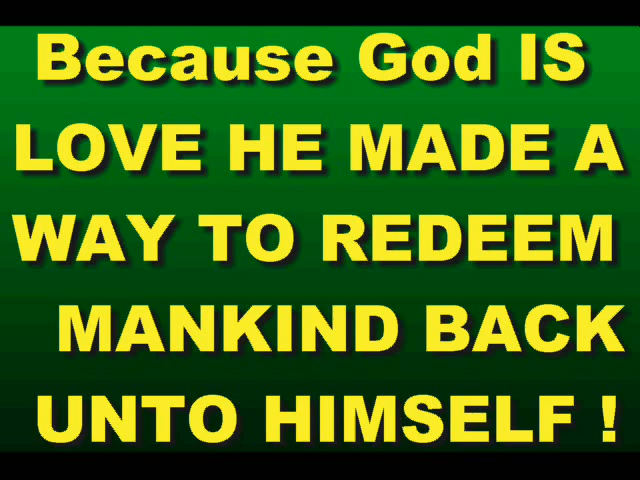 Because God IS
LOVE HE MADE A
WAY TO REDEEM
MANKIND BACK
UNTO HIMSELF !